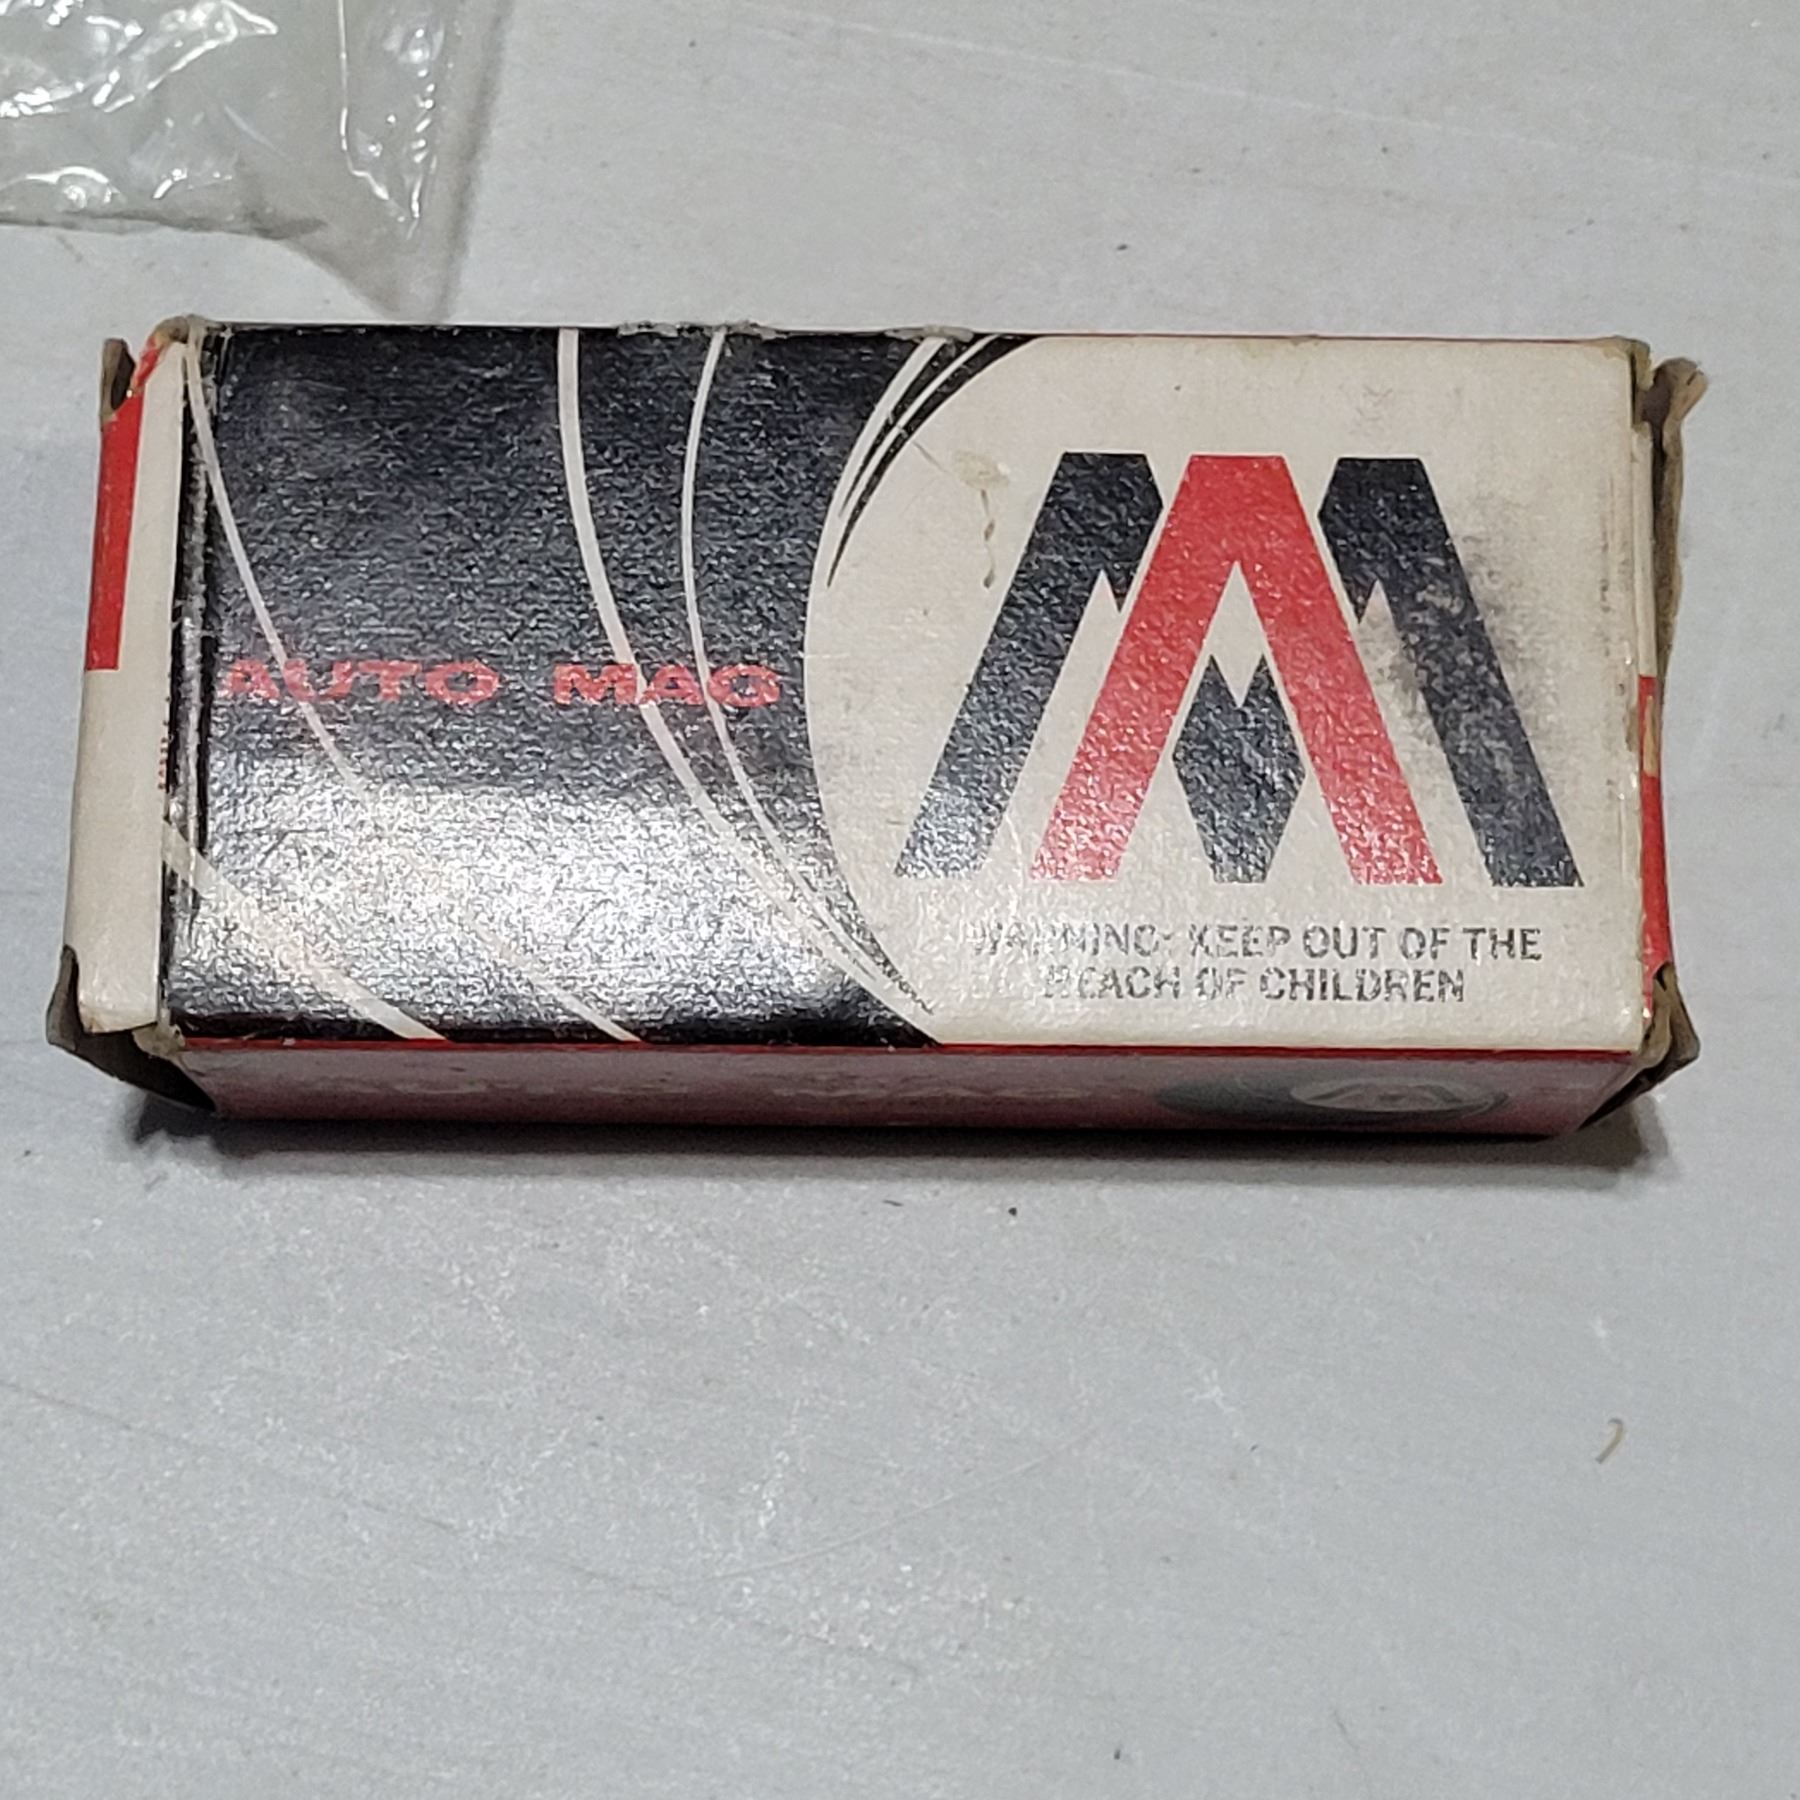 AUTO MAG
WARNING: KEEP OUT OF THE
REACH OF CHILDREN